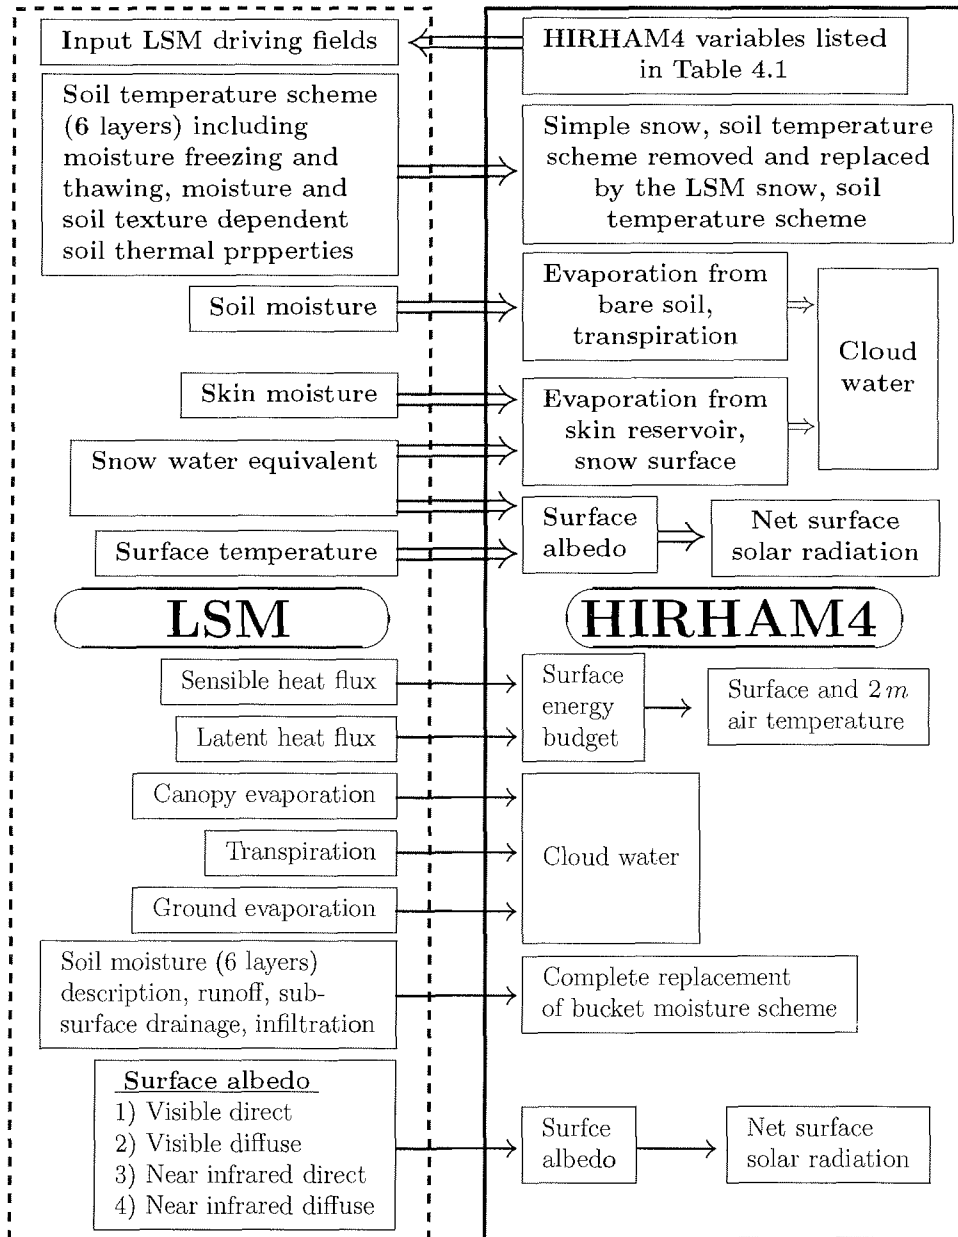 Input LSM driving fields
HIRHAM4 variables listed
in Table 4.1
Soil temperature scheme
(6 layers) including
moisture freezing and
thawing, moisture and
soil texture dependent
soil thermal prpperties
Simple snow, soil temperature
scheme removed and replaced
by the LSM snow, soil
temperature scheme
Soil moisture
Evaporation from
bare soil,
transpiration
Cloud
water
Skin moisture
Evaporation from
skin reservoir,
snow surface
Snow water equivalent
Surface
albedo
Net surface
solar radiation
Surface temperature
LSM
HIRHAM4
Sensible heat flux
Latent heat flux
Surface
energy
budget
Surface and 2 m
air temperature
Canopy evaporation
Transpiration
Ground evaporation
Cloud water
Soil moisture (6 layers)
description, runoff, sub-
surface drainage, infiltration
Complete replacement
of bucket moisture scheme
Surface albedo
1) Visible direct
2) Visible diffuse
3) Near infrared direct
4) Near infrared diffuse
Surfce
albedo
Net surface
solar radiation